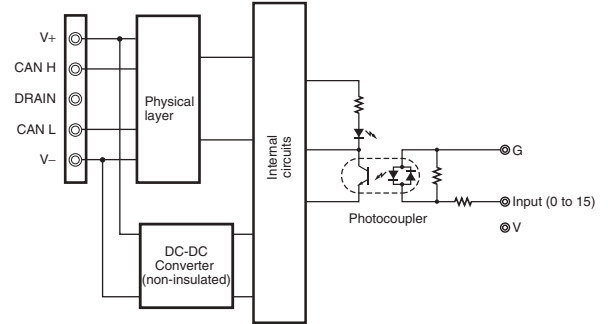 V+
CAN H
DRAIN
CAN L
V−
Physical
layer
DC-DC
Converter
(non-insulated)
Internal
circuits
Photocoupler
G
Input (0 to 15)
V